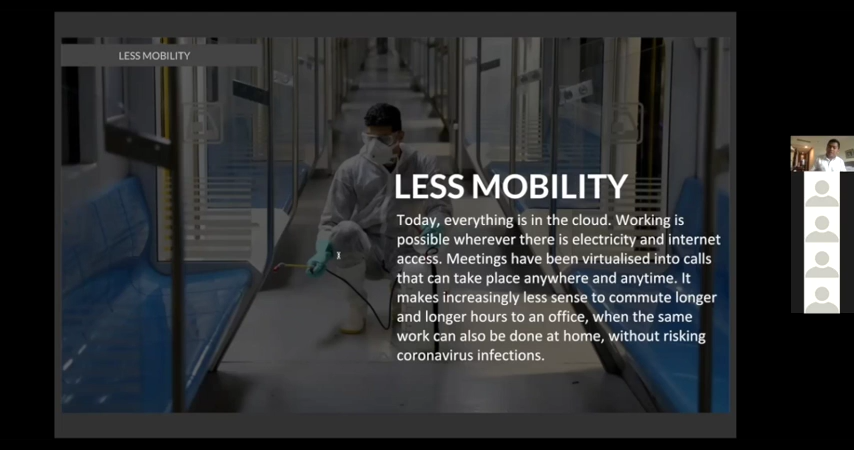 LESS MOBILITY
LESS MOBILITY
Today, everything is in the cloud. Working is
possible wherever there is electricity and internet
access. Meetings have been virtualised into calls
that can take place anywhere and anytime. It
makes increasingly less sense to commute longer
and longer hours to an office, when the same
work can also be done at home, without risking
coronavirus infections.